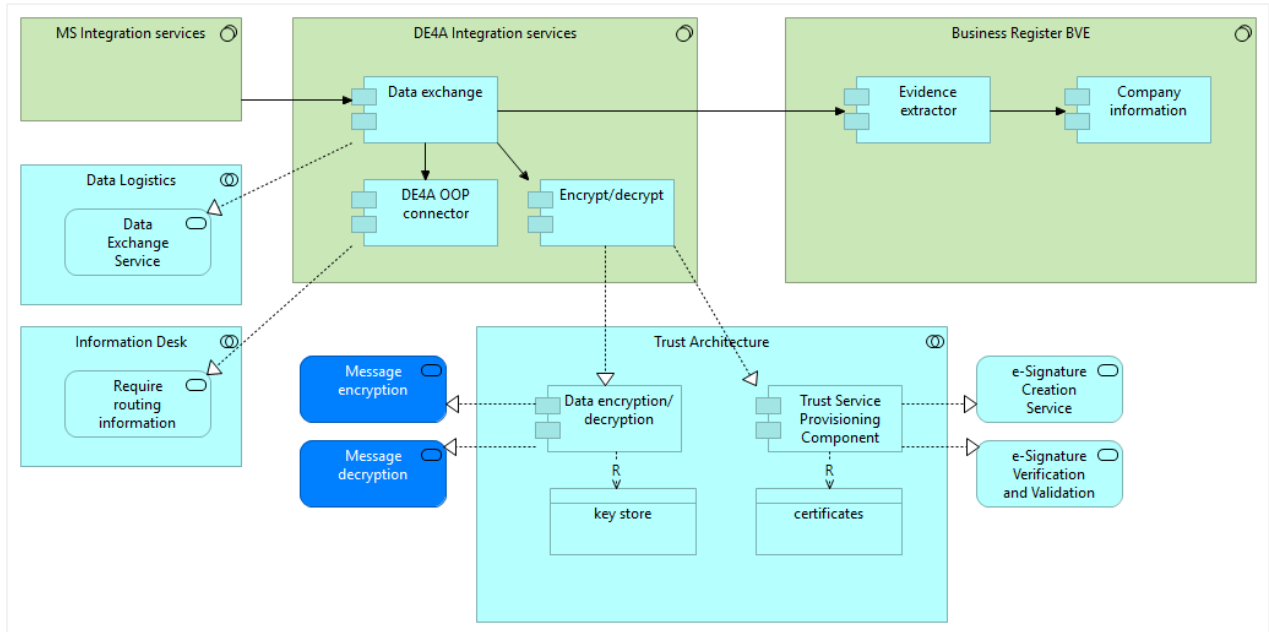 MS Integration services
DE4A Integration services
Business Register BVE
Data exchange
Evidence
extractor
Company
information
Data Logistics
Data
Exchange
Service
DE4A OOP
connector
Encrypt/decrypt
Information Desk
Require
routing
information
Trust Architecture
Message
encryption
Message
decryption
Data encryption/
decryption
Trust Service
Provisioning
Component
e-Signature
Creation
Service
e-Signature
Verification
and Validation
R
R
key store
certificates